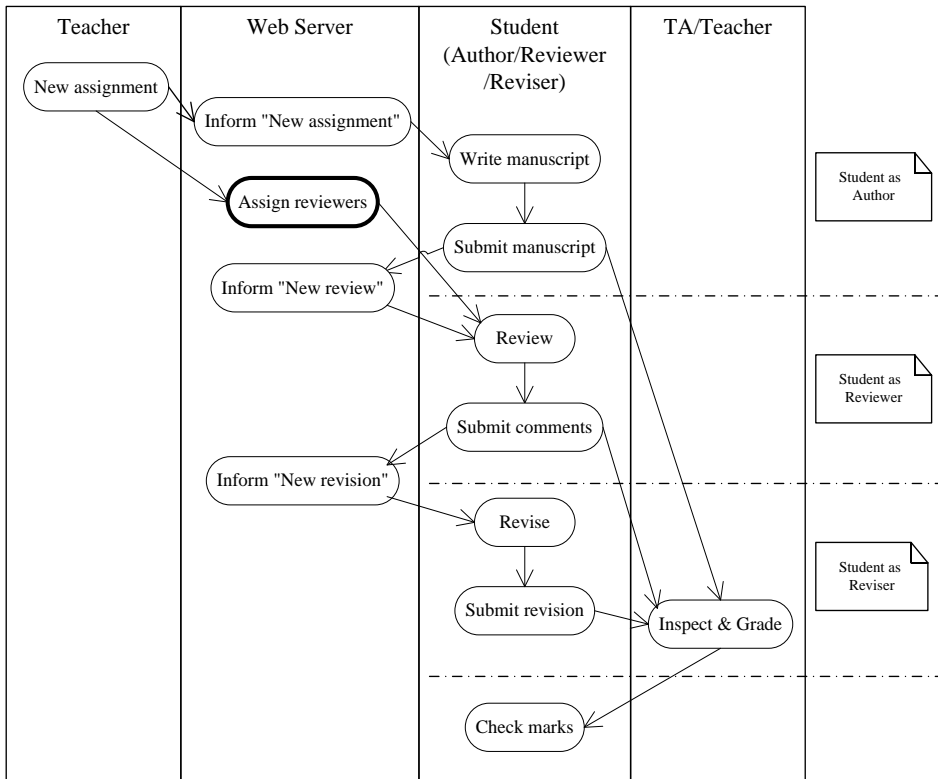 Teacher
Web Server
Student
(Author/Reviewer
/Reviser)
TA/Teacher
New assignment
Inform "New assignment"
Write manuscript
Student as
Author
Assign reviewers
Submit manuscript
Inform "New review"
Review
Student as
Reviewer
Submit comments
Inform "New revision"
Revise
Student as
Reviser
Submit revision
Inspect & Grade
Check marks